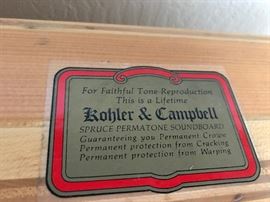 For Faithful Tone Reproduction
This is a Lifetime
Kohler & Campbell
SPRUCE PERMATONE SOUNDBOARD
Guaranteeing you Permanent Crown
Permanent protection from Cracking
Permanent protection from Warping